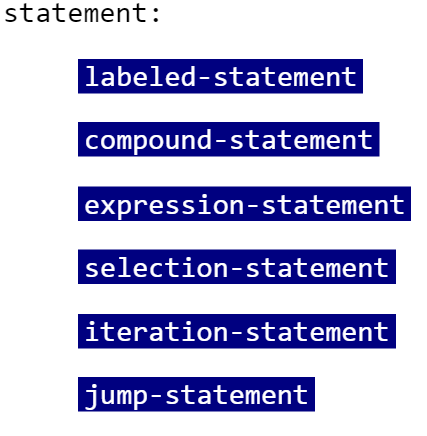 statement:
labeled-statement
compound-statement
expression-statement
selection-statement
iteration-statement
jump-statement